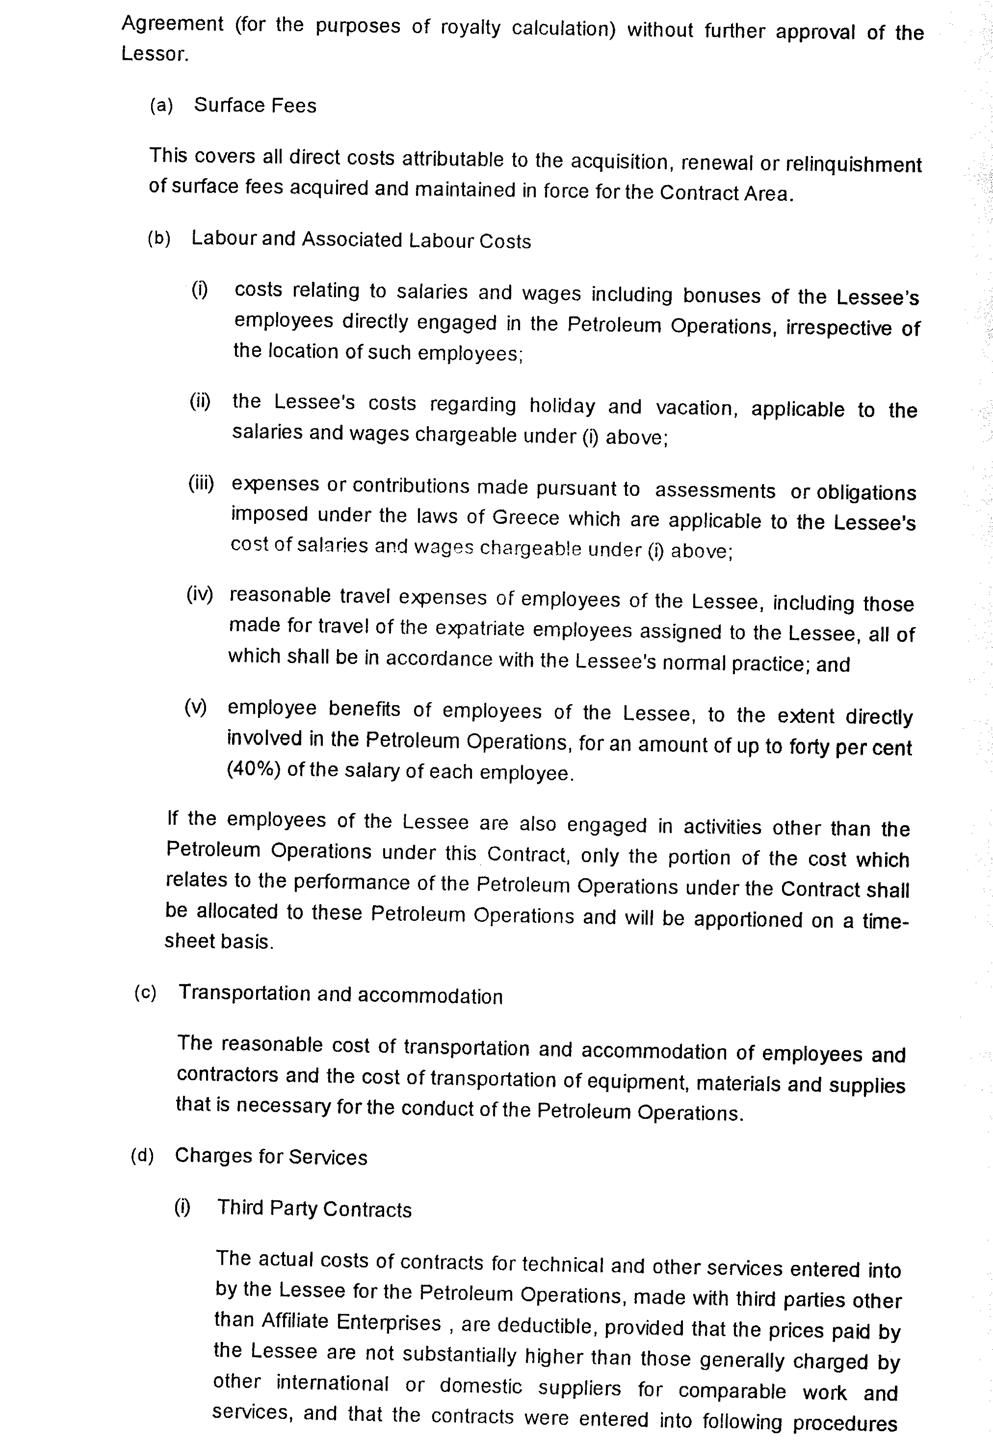 Agreement (for the purposes of royalty calculation) without further approval of the
Lessor.
(a) Surface Fees
This covers all direct costs attributable to the acquisition, renewal or relinquishment
of surface fees acquired and maintained in force for the Contract Area.
(b) Labour and Associated Labour Costs
(i) costs relating to salaries and wages including bonuses of the Lessee's
employees directly engaged in the Petroleum Operations, irrespective of
the location of such employees;
(ii) the Lessee's costs regarding holiday and vacation, applicable to the
salaries and wages chargeable under (i) above;
(iii) expenses or contributions made pursuant to assessments or obligations
imposed under the laws of Greece which are applicable to the Lessee's
cost of salaries and wages chargeable under (i) above;
(iv) reasonable travel expenses of employees of the Lessee, including those
made for travel of the expatriate employees assigned to the Lessee, all of
which shall be in accordance with the Lessee's normal practice; and
(v) employee benefits of employees of the Lessee, to the extent directly
involved in the Petroleum Operations, for an amount of up to forty per cent
(40%) of the salary of each employee.
If the employees of the Lessee are also engaged in activities other than the
Petroleum Operations under this Contract, only the portion of the cost which
relates to the performance of the Petroleum Operations under the Contract shall
be allocated to these Petroleum Operations and will be apportioned on a time-
sheet basis.
(c) Transportation and accommodation
The reasonable cost of transportation and accommodation of employees and
contractors and the cost of transportation of equipment, materials and supplies
that is necessary for the conduct of the Petroleum Operations.
(d) Charges for Services
(i) Third Party Contracts
The actual costs of contracts for technical and other services entered into
by the Lessee for the Petroleum Operations, made with third parties other
than Affiliate Enterprises , are deductible, provided that the prices paid by
the Lessee are not substantially higher than those generally charged by
other international or domestic suppliers for comparable work and
services, and that the contracts were entered into following procedures